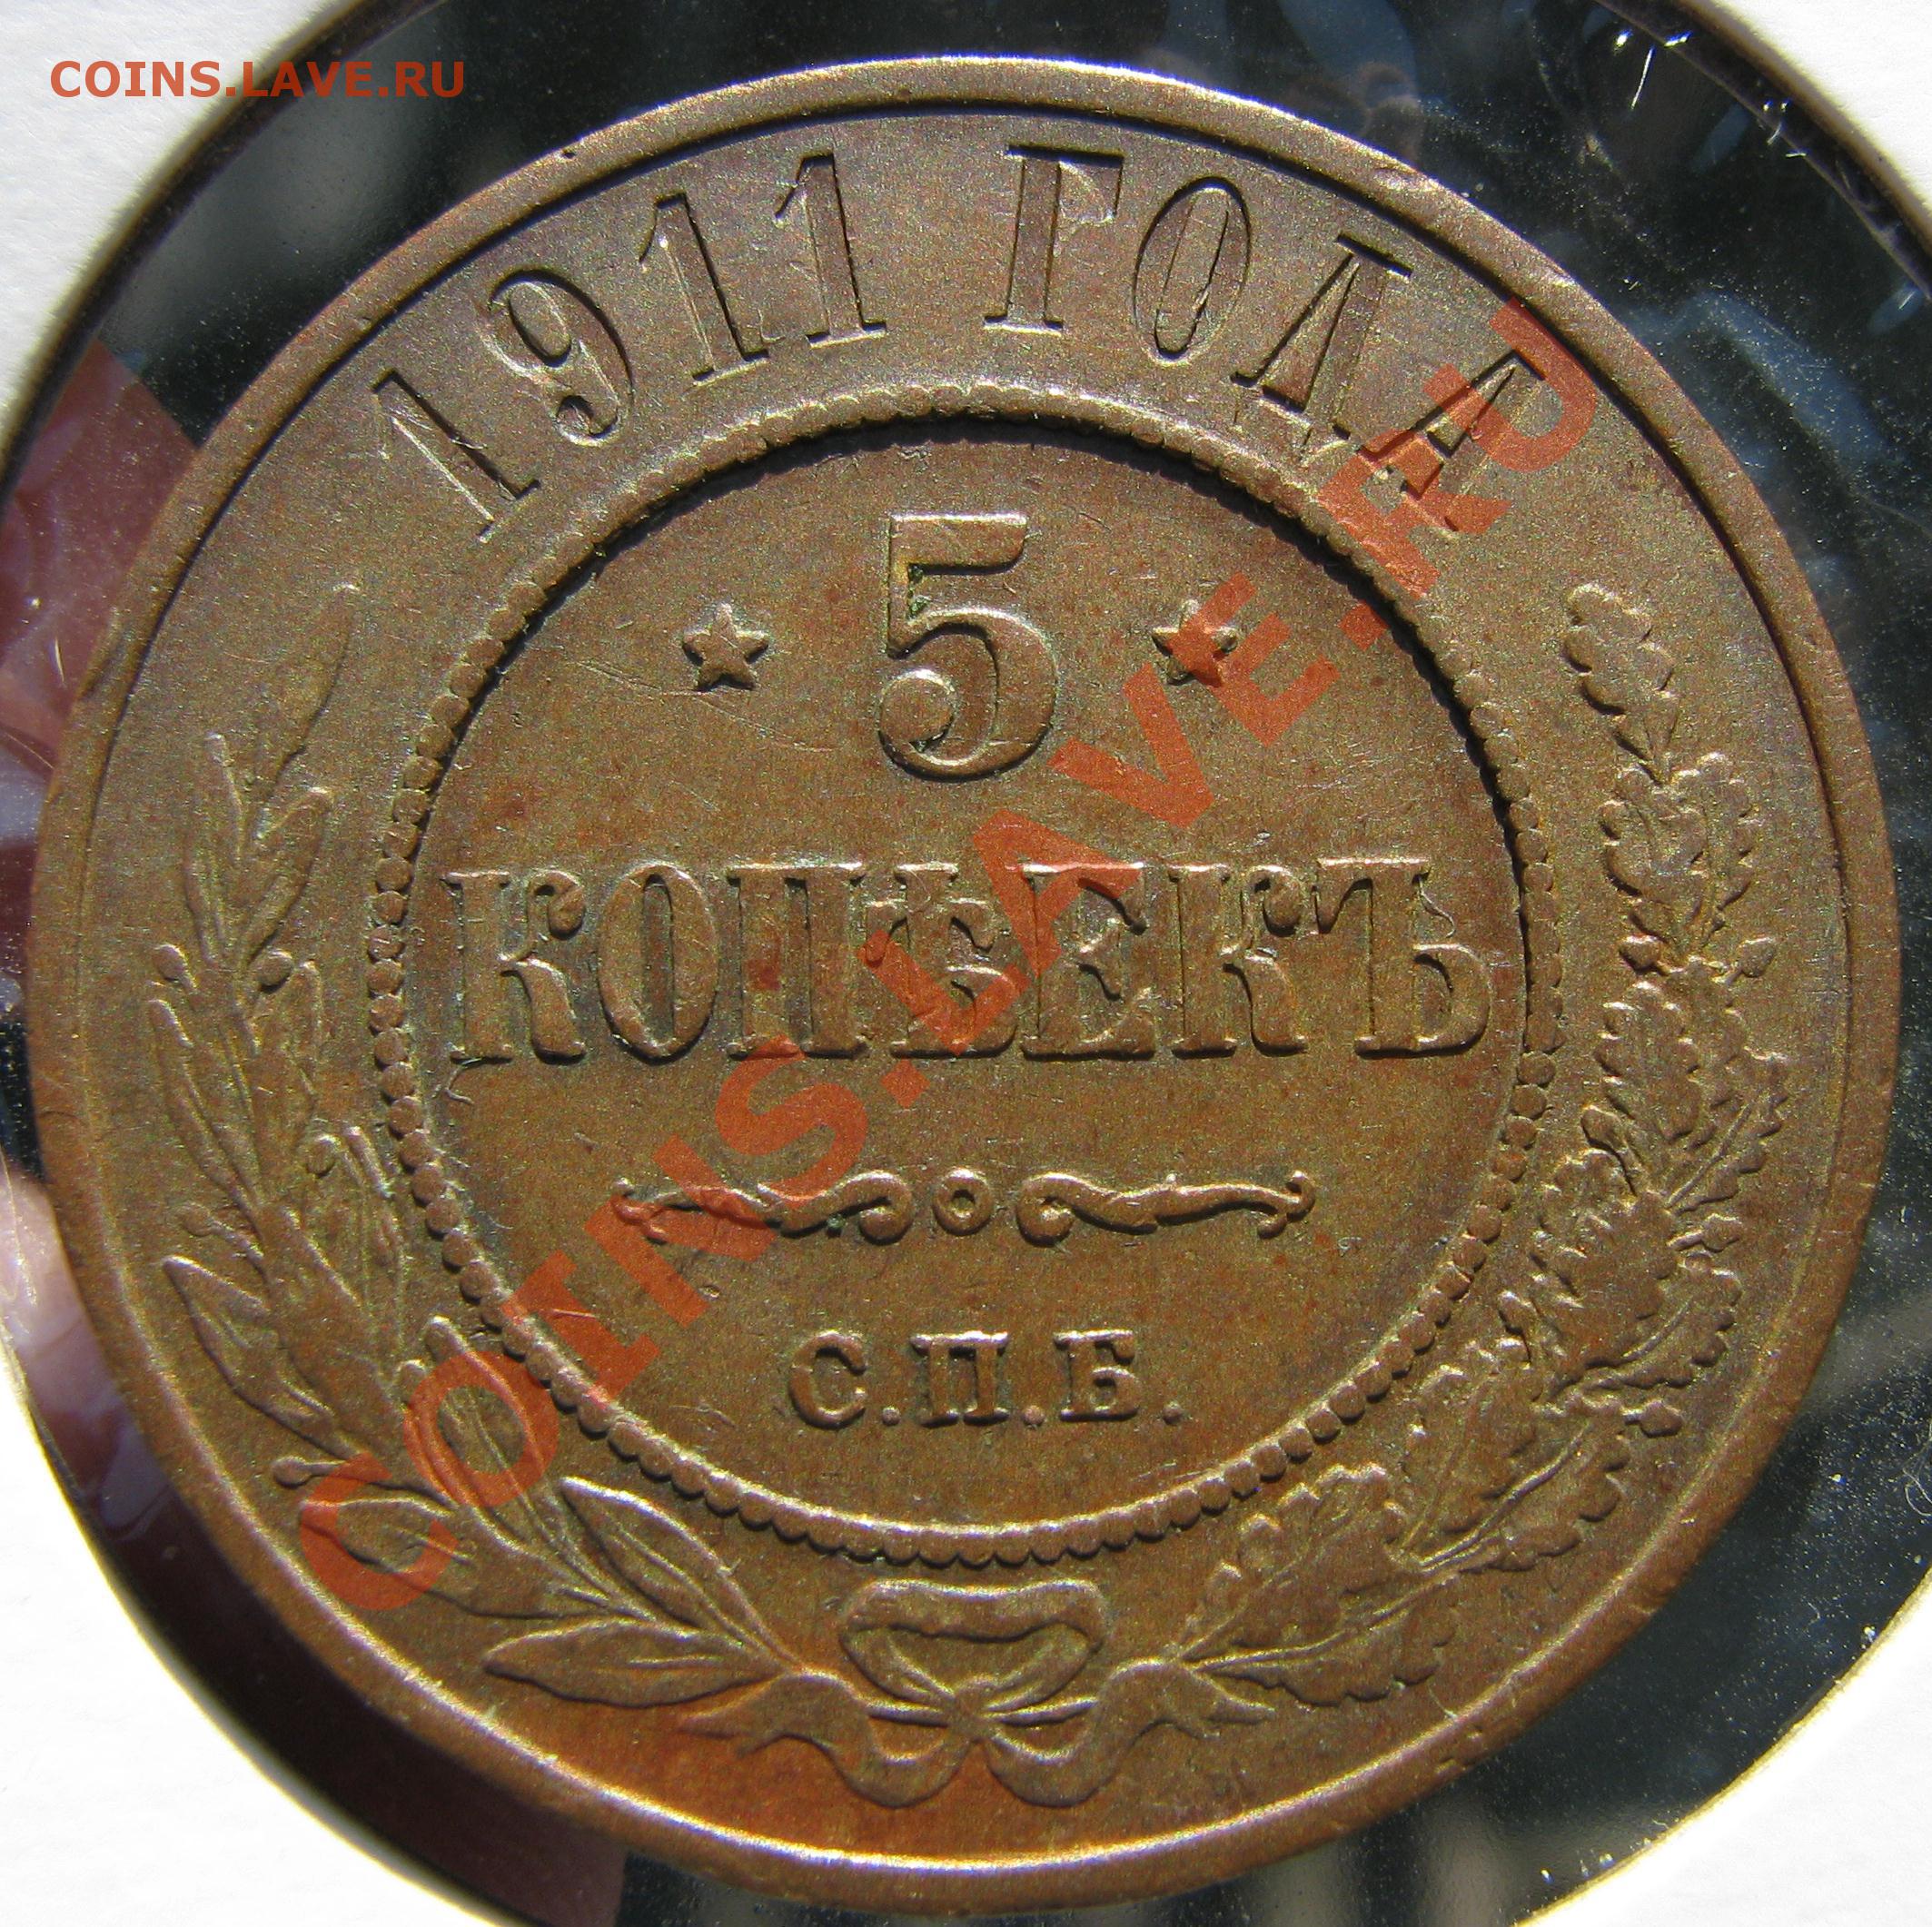 COINS.LAVE.RU
1911 ГОДА
5
КОПѢЕКЪ
С.П.Б.
COINS.LAVE.RU